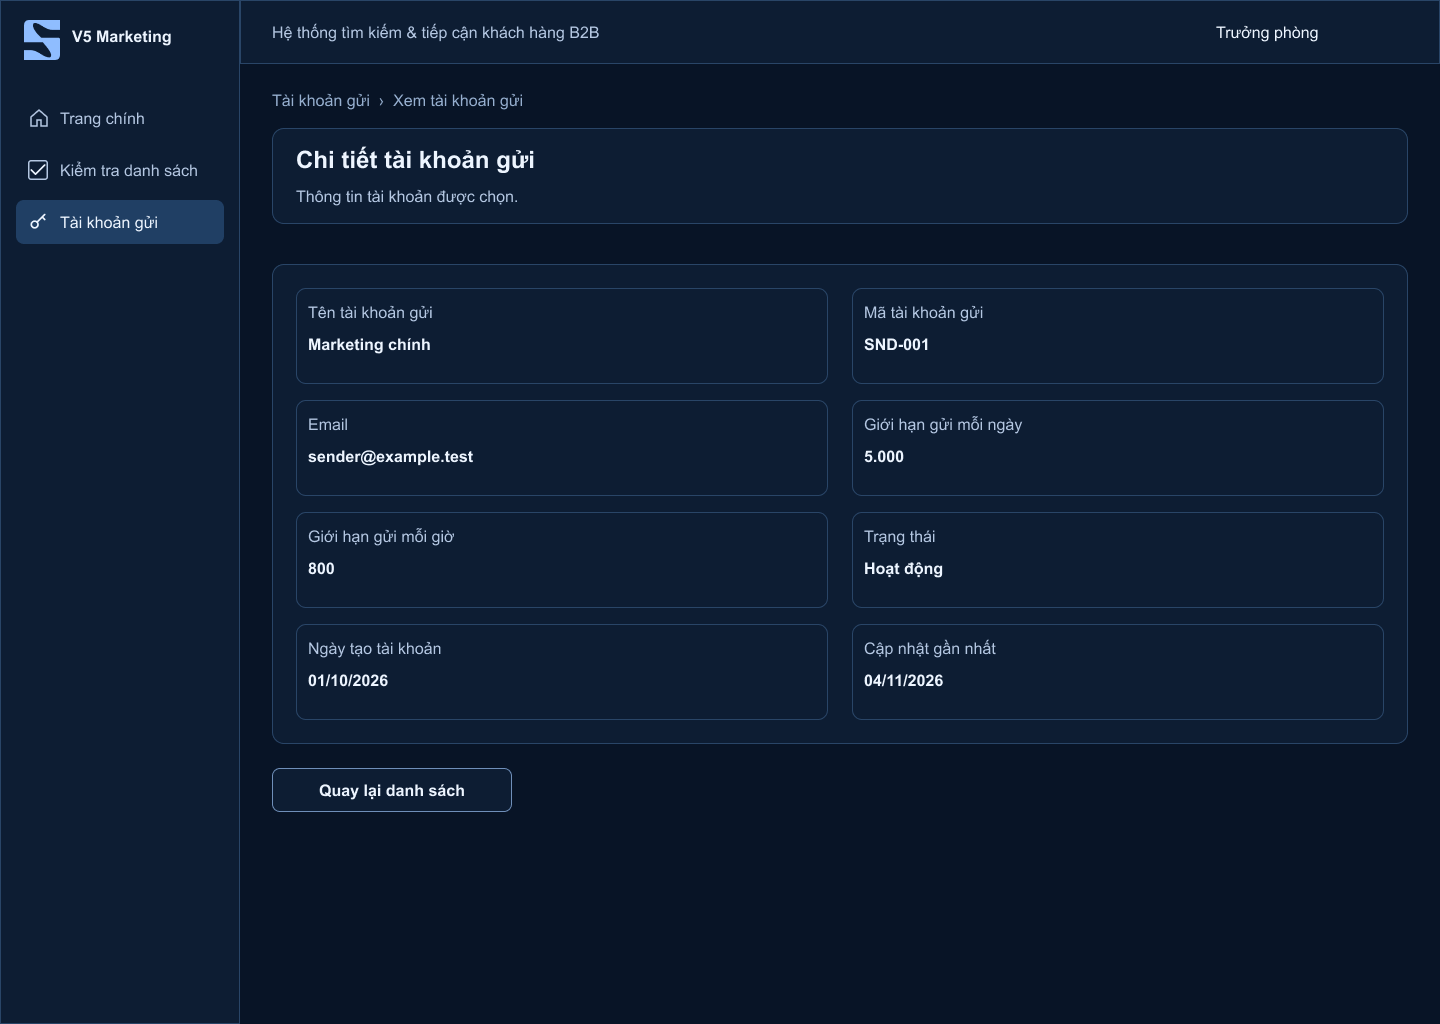 V5 Marketing
Hệ thống tìm kiếm & tiếp cận khách hàng B2B
Trưởng phòng
Trang chính
Kiểm tra danh sách
Tài khoản gửi
Tài khoản gửi › Xem tài khoản gửi
Chi tiết tài khoản gửi
Thông tin tài khoản được chọn.
Tên tài khoản gửi
Marketing chính
Mã tài khoản gửi
SND-001
Email
sender@example.test
Giới hạn gửi mỗi ngày
5.000
Giới hạn gửi mỗi giờ
800
Trạng thái
Hoạt động
Ngày tạo tài khoản
01/10/2026
Cập nhật gần nhất
04/11/2026
Quay lại danh sách